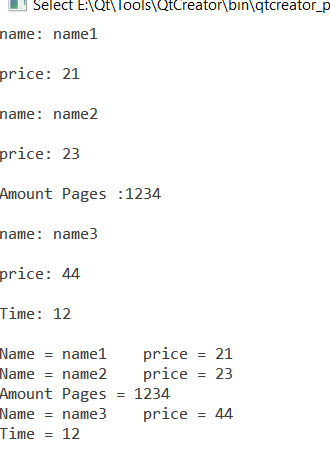 Select E:\Qt\Tools\QtCreator\bin\qtcreator_p
name: name1
price: 21
name: name2
price: 23
Amount Pages :1234
name: name3
price: 44
Time: 12
Name = name1    price = 21
Name = name2    price = 23
Amount Pages = 1234
Name = name3    price = 44
Time = 12